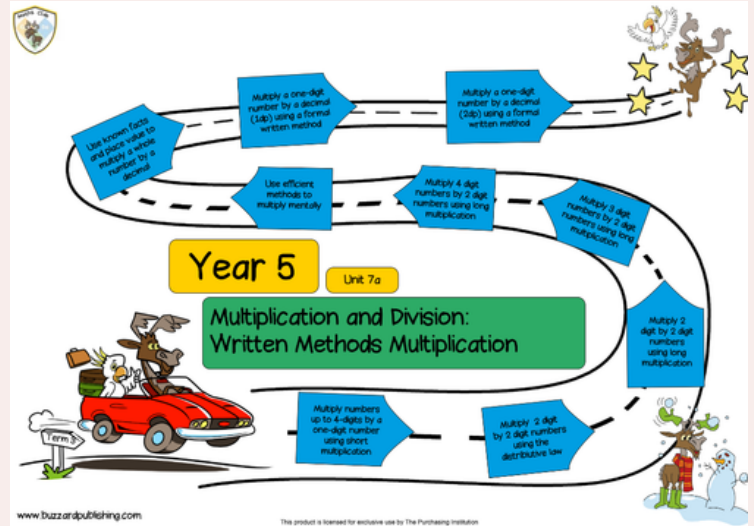 Maths Club
Multiply a one-digit
number by a decimal
(1dp) using a formal
written method
Multiply a one-digit
number by a decimal
(2dp) using a formal
written method
Use known facts
and place value to
multiply a whole
number by a
decimal
Use efficient
methods to
multiply mentally
Multiply 4 digit
numbers by 2 digit
numbers using long
multiplication
Multiply 3 digit
numbers by 2 digit
numbers using long
multiplication
Year 5
Unit 7a
Multiplication and Division:
Written Methods Multiplication
Multiply 2
digit by 2 digit
numbers
using long
multiplication
Multiply numbers
up to 4-digits by a
one-digit number
using short
multiplication
Multiply 2 digit
by 2 digit numbers
using the
distributive law
Term 3
www.buzzardpublishing.com
This product is licensed for exclusive use by The Purchasing Institution